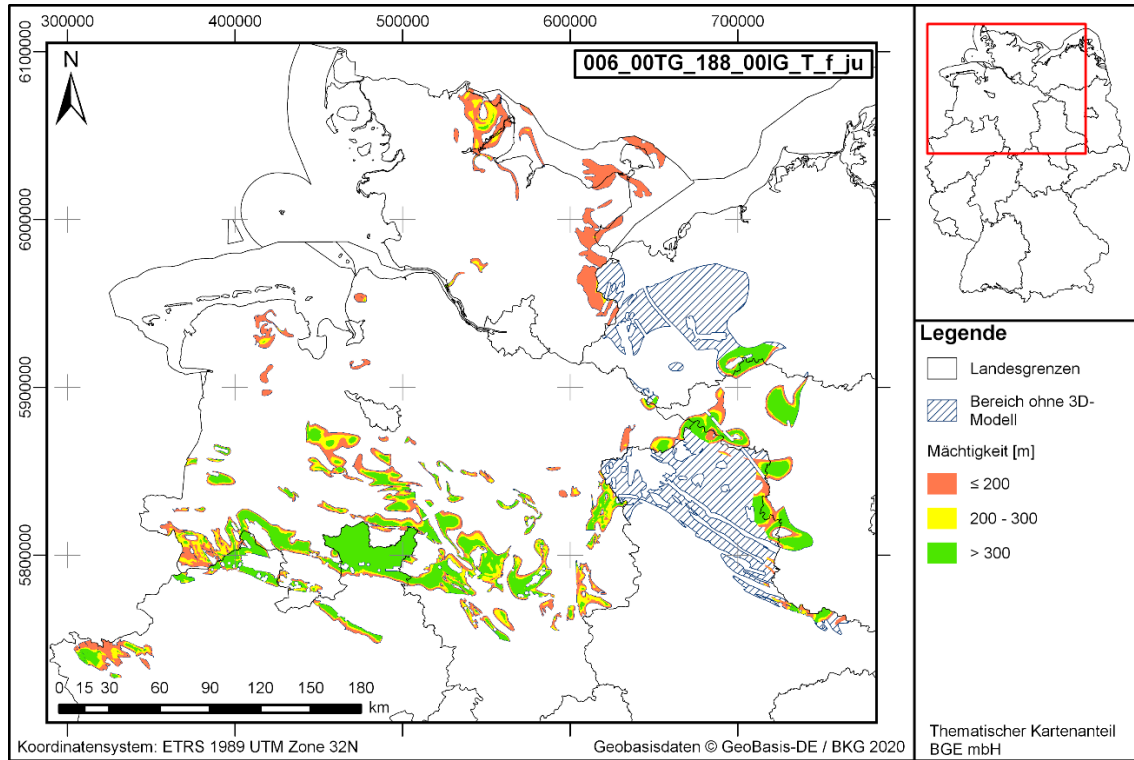 300000 400000 500000 600000 700000
6100000
6000000
5900000
5800000
N
006_00TG_188_00IG_T_f_ju
0 15 30 60 90 120 150 180
km
Koordinatensystem: ETRS 1989 UTM Zone 32N
Geobasisdaten © GeoBasis-DE / BKG 2020
Legende
Landesgrenzen
Bereich ohne 3D-
Modell
Mächtigkeit [m]
≤ 200
200 - 300
> 300
Thematischer Kartenanteil
BGE mbH